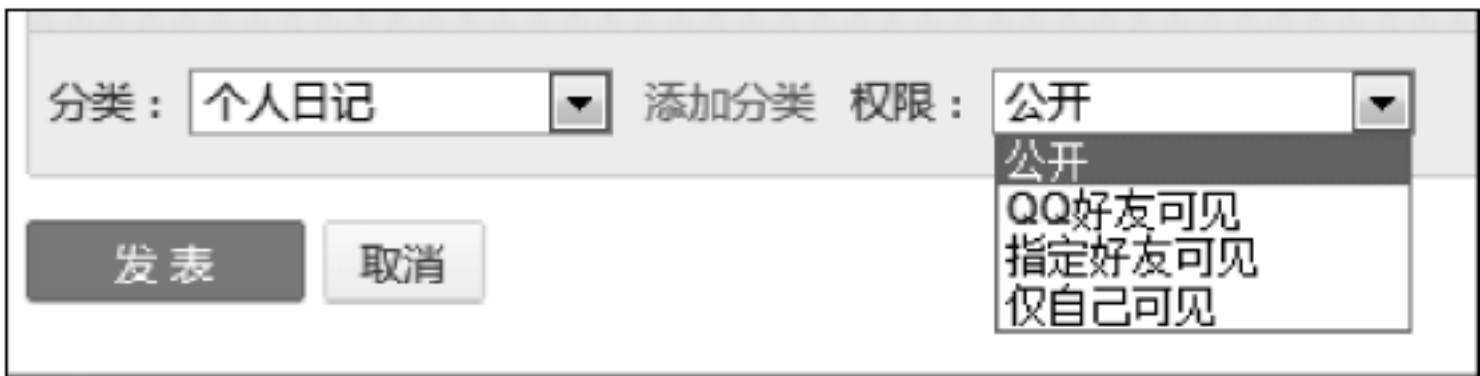 分类： 个人日记 添加分类 权限： 公开
公开
QQ好友可见
指定好友可见
仅自己可见
发表 取消